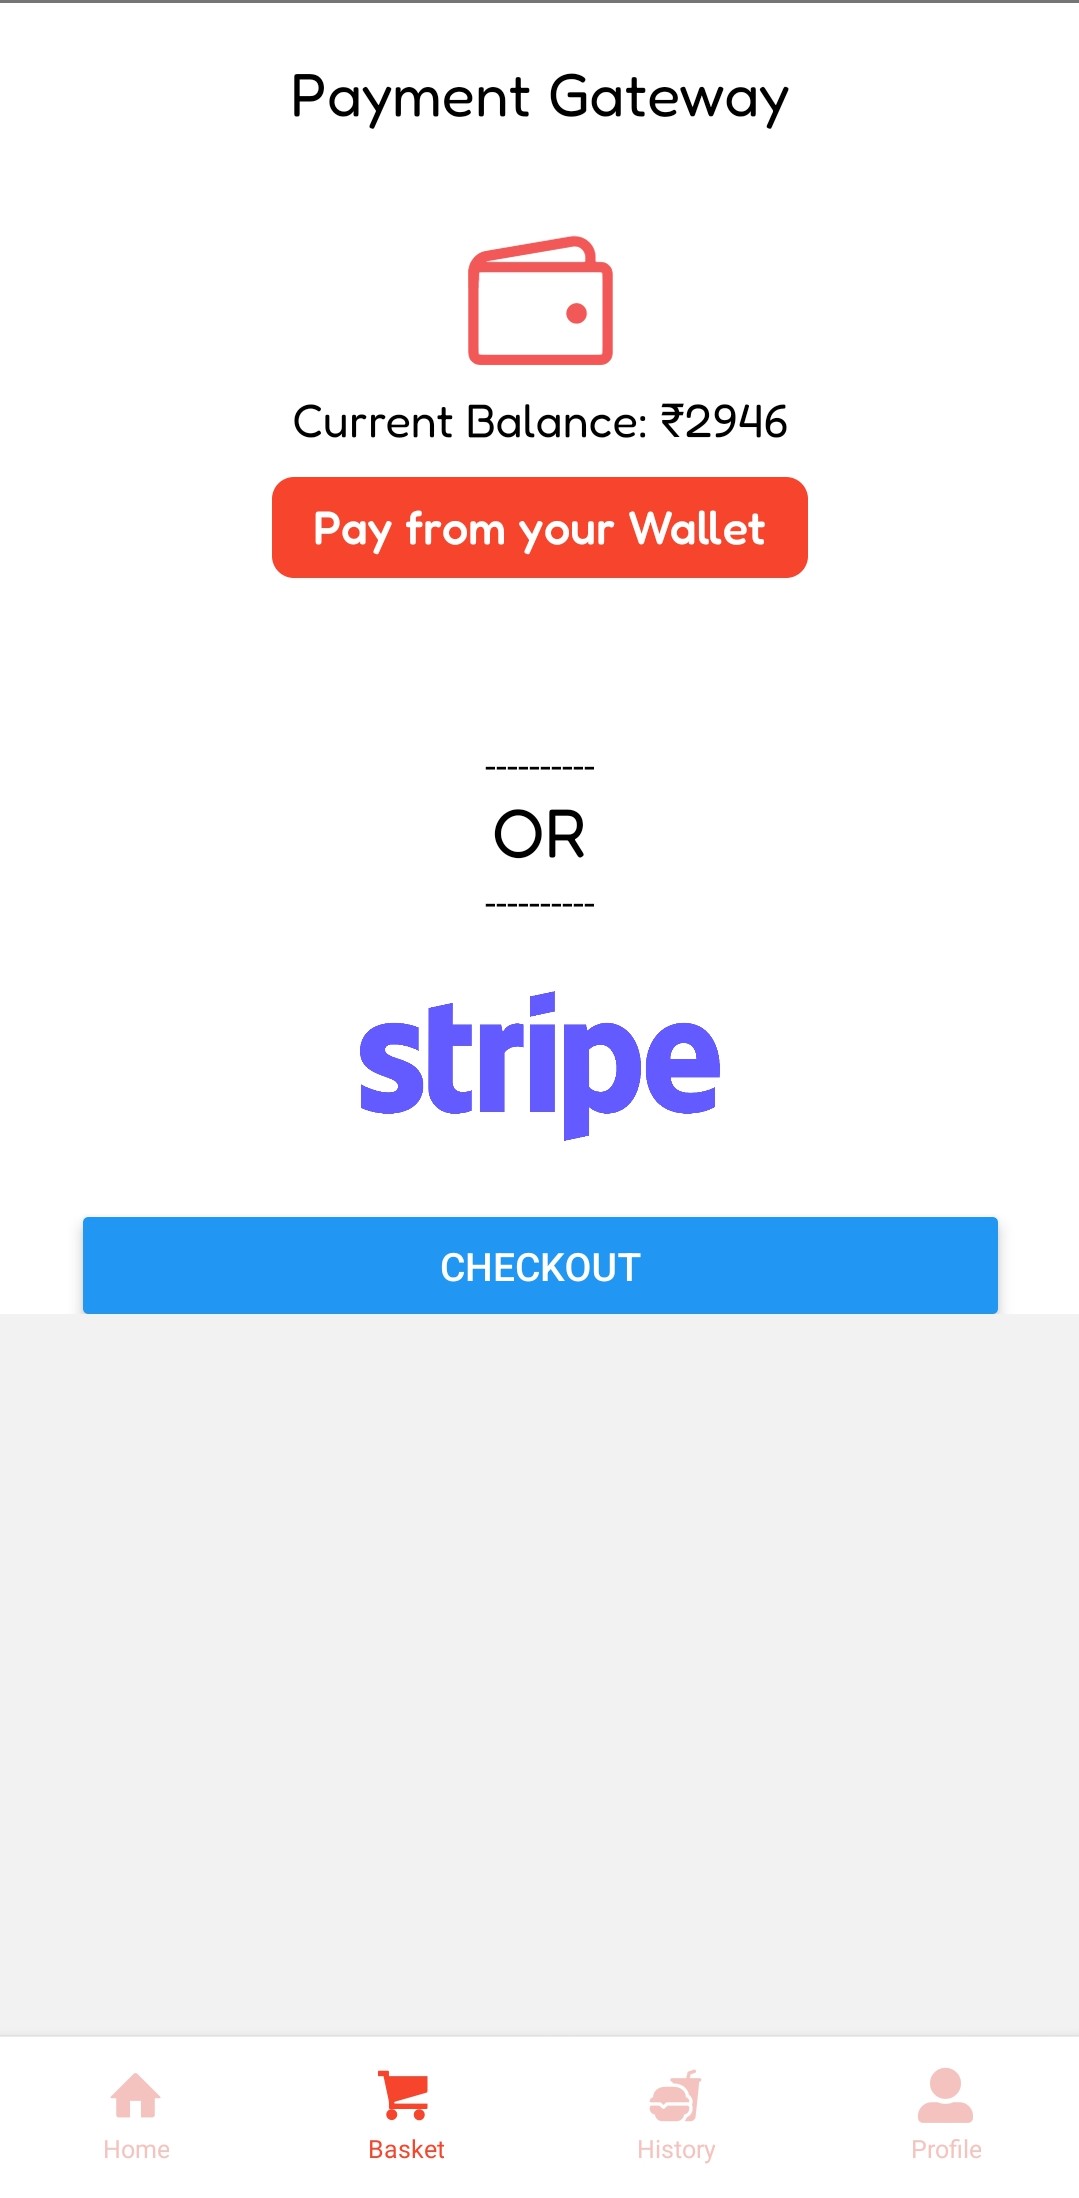 Payment Gateway
Current Balance: ₹2946
Pay from your Wallet
----------
OR
----------
stripe
CHECKOUT
Home
Basket
History
Profile